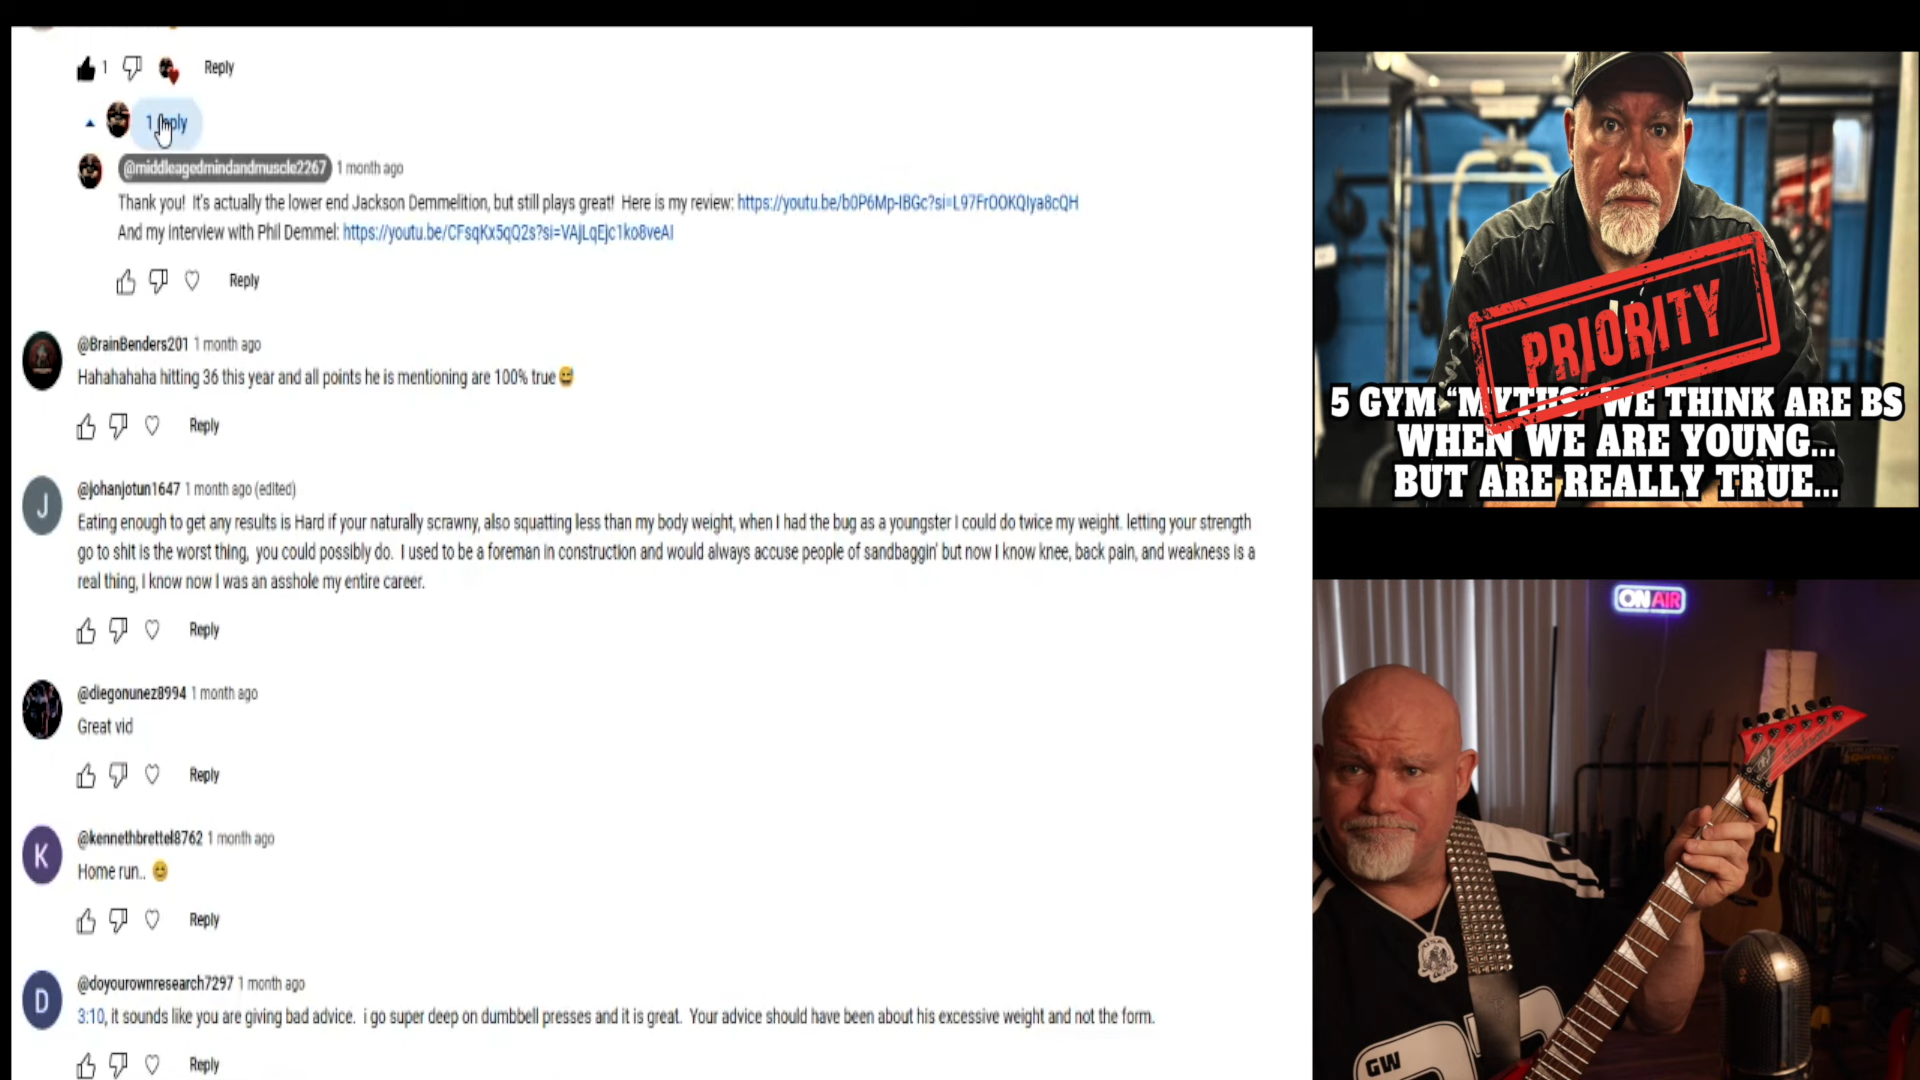 1
Reply
1 reply
@middleagedmindandmuscle2267 1 month ago
Thank you! It's actually the lower end Jackson Demmelition, but still plays great! Here is my review: https://youtu.be/b0P6Mp-IBGc?si=L97FrOOKQIya8cQH
And my interview with Phil Demmel: https://youtu.be/CFsqKx5qQ2s?si=VAjLqEjc1ko8veAI
Reply
@BrainBenders201 1 month ago
Hahahahaha hitting 36 this year and all points he is mentioning are 100% true😅
Reply
J
@johanjotun1647 1 month ago (edited)
Eating enough to get any results is Hard if your naturally scrawny, also squatting less than my body weight, when I had the bug as a youngster I could do twice my weight. letting your strength
go to shit is the worst thing, you could possibly do. I used to be a foreman in construction and would always accuse people of sandbaggin' but now I know knee, back pain, and weakness is a
real thing, I know now I was an asshole my entire career.
Reply
@diegonunez8994 1 month ago
Great vid
Reply
K
@kennethbrettel8762 1 month ago
Home run.. 😊
Reply
D
@doyourownresearch7297 1 month ago
3:10, it sounds like you are giving bad advice. i go super deep on dumbbell presses and it is great. Your advice should have been about his excessive weight and not the form.
Reply
PRIORITY
5 GYM “MYTHS” WE THINK ARE BS
WHEN WE ARE YOUNG...
BUT ARE REALLY TRUE...
ON AIR
Jackson
GW